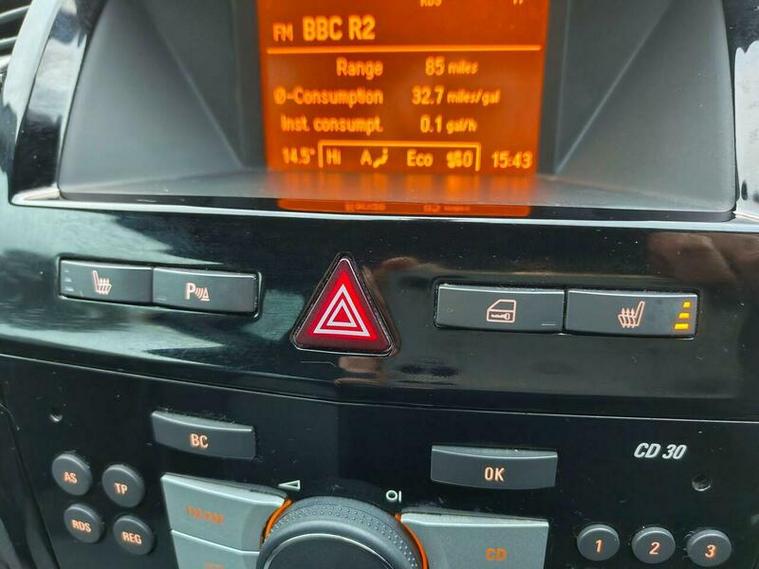 RDS
FM BBC R2
Range 85 miles
Ø-Consumption 32.7 miles/gal
Inst. consumpt. 0.1 gal/h
14.5° Hi A Eco 15:43
P
BC
OK
CD 30
AS
TP
RDS
REG
CD
1
2
3